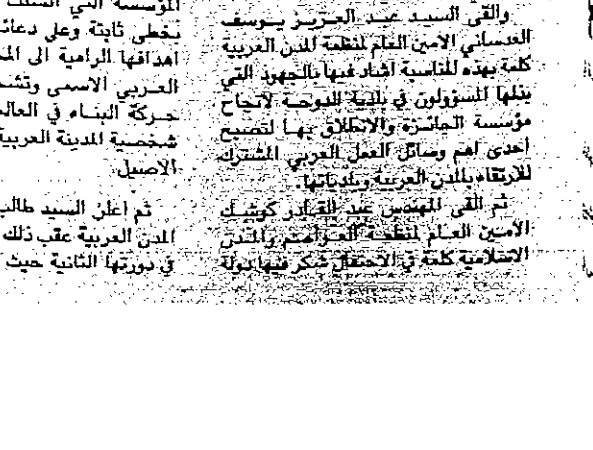 والقى السيد عبد العزيز يوسف
العدساني الامين العام لمنظمة المدن العربية
كلمة بهذه المناسبة اشاد فيها بالجهود التي
بذلها المسؤولون في بلدية الدوحة لانجاح
مؤسسة الجائزة والانطلاق بها لتصبح
احدى اهم وسائل العمل العربي المشترك
للارتقاء بالمدن العربية وبلدياتها.
ثم القى المهندس عبد القادر كوشك
الامين العام لمنظمة العواصم والمدن
الاسلامية كلمة في الاحتفال شكر فيها دولة
المؤسسة التي
بخطى ثابتة وعلى دعائم
اهدافها الرامية الى
العربي الاسمى
حركة البناء في العالم
شخصية المدينة العربية
الاصيل.
ثم اعلن السيد طالب
المدن العربية عقب ذلك
في دورتها الثانية حيث